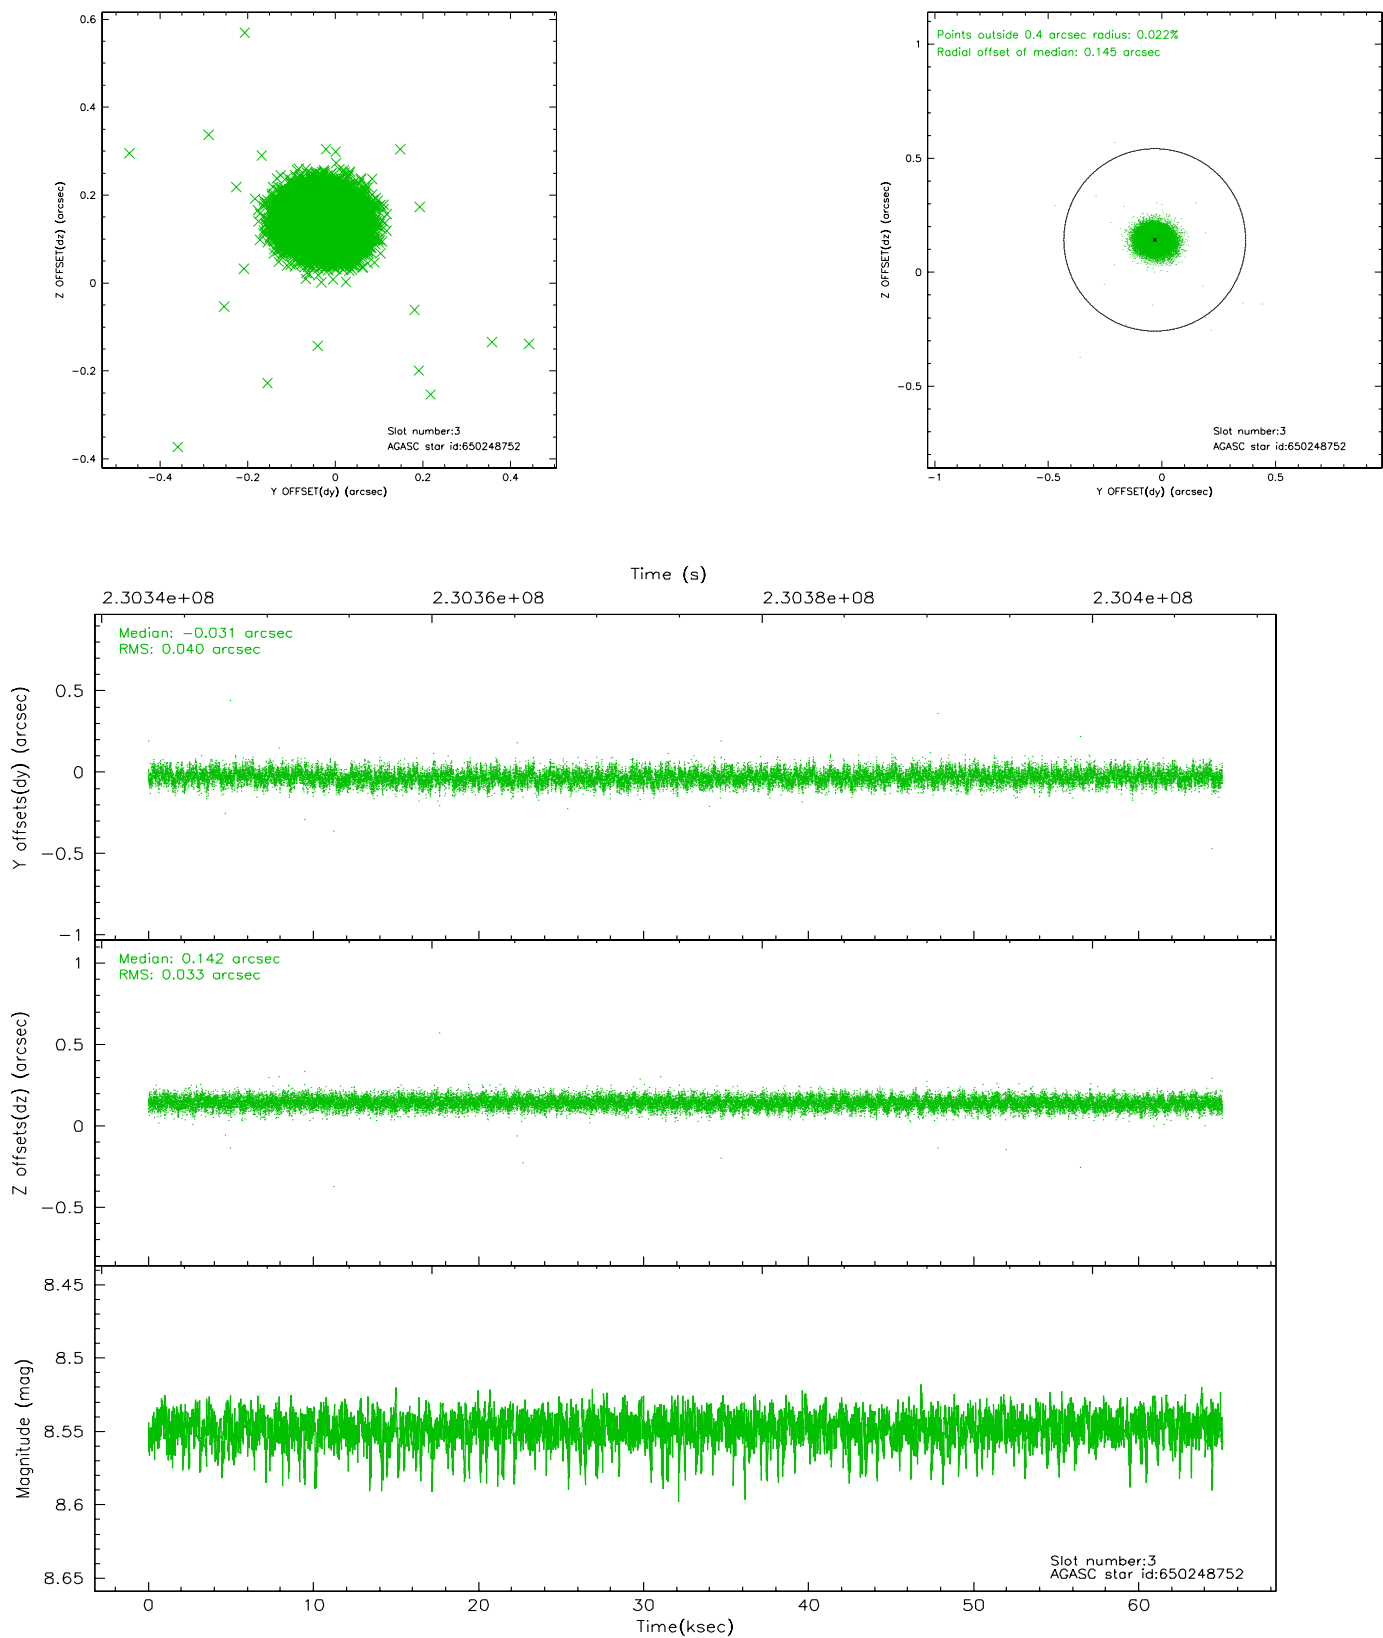 0.6
0.4
0.2
0
−0.2
−0.4
Z OFFSET(dz) (arcsec)
−0.4
−0.2
0
0.2
0.4
Y OFFSET(dy) (arcsec)
Slot number:3
AGASC star id:650248752
Points outside 0.4 arcsec radius: 0.022%
Radial offset of median: 0.145 arcsec
1
0.5
0
−0.5
Z OFFSET(dz) (arcsec)
−1
−0.5
0
0.5
Y OFFSET(dy) (arcsec)
Slot number:3
AGASC star id:650248752
Time (s)
2.3034e+08
2.3036e+08
2.3038e+08
2.304e+08
Median: −0.031 arcsec
RMS: 0.040 arcsec
0.5
0
−0.5
−1
Y offsets(dy) (arcsec)
Median: 0.142 arcsec
RMS: 0.033 arcsec
1
0.5
0
−0.5
Z offsets(dz) (arcsec)
8.45
8.5
8.55
8.6
8.65
Magnitude (mag)
Slot number:3
AGASC star id:650248752
0
10
20
30
40
50
60
Time(ksec)